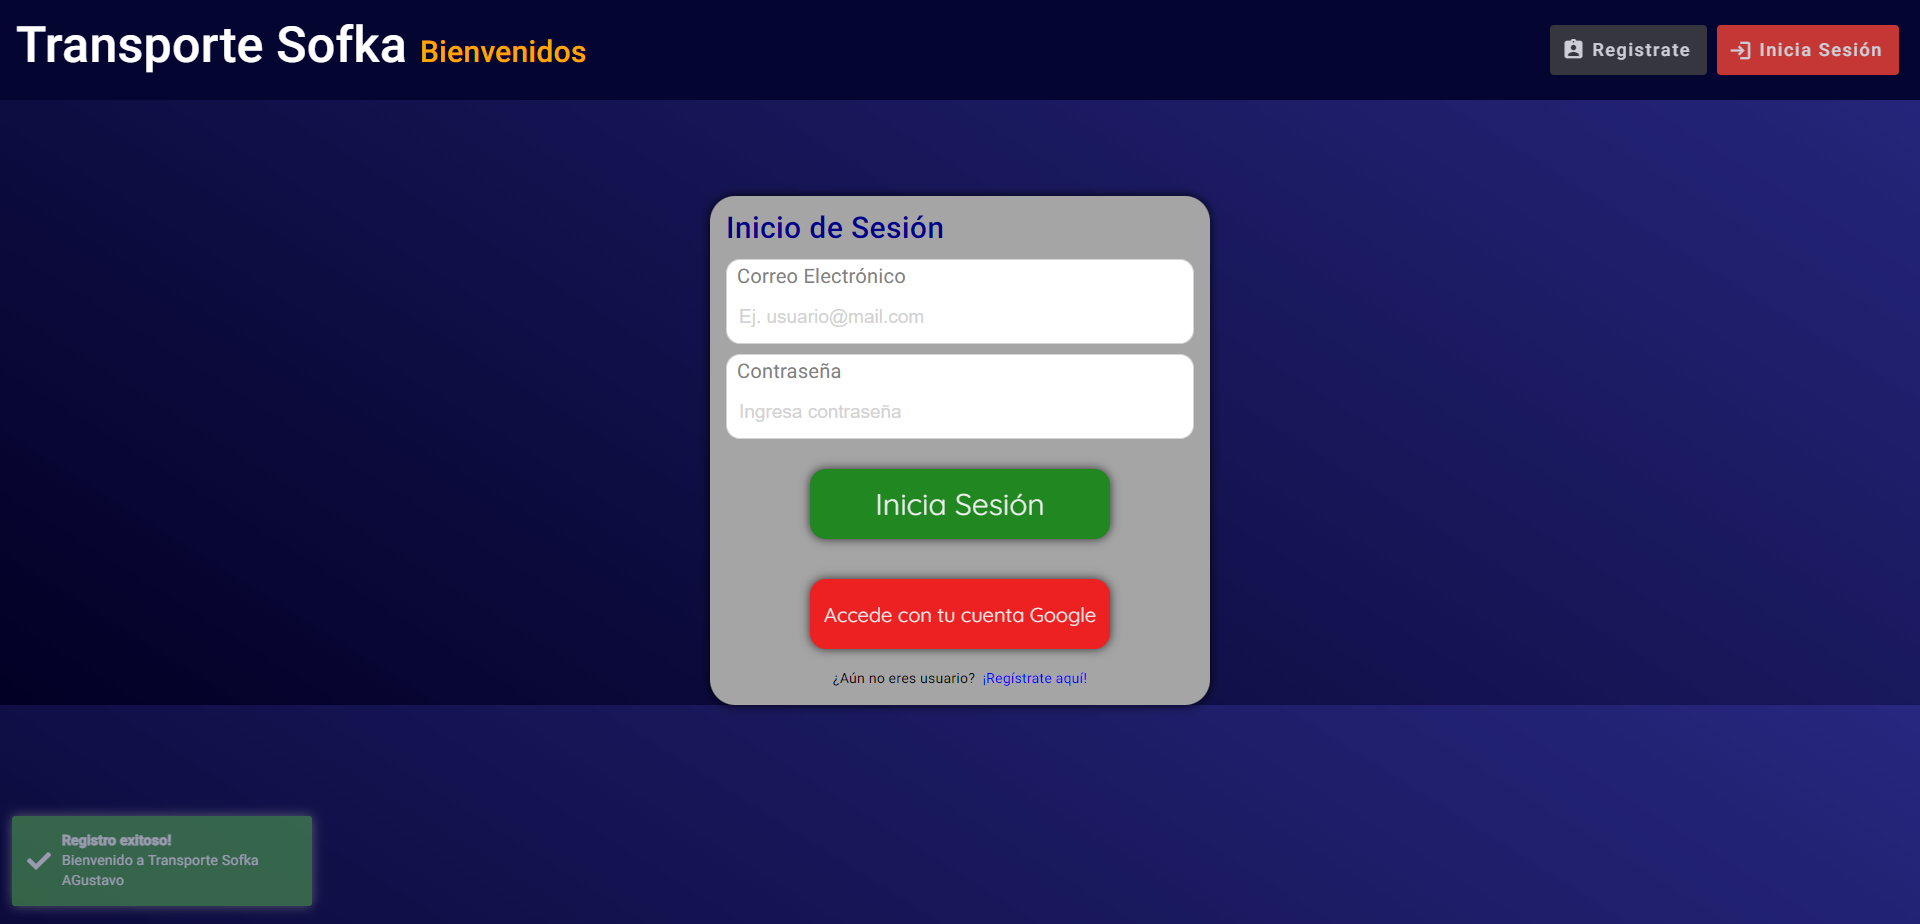 Transporte Sofka Bienvenidos
Registrate
Inicia Sesión
Inicio de Sesión
Correo Electrónico
Ej. usuario@mail.com
Contraseña
Ingresa contraseña
Inicia Sesión
Accede con tu cuenta Google
¿Aún no eres usuario? ¡Regístrate aquí!
Registro exitoso!
Bienvenido a Transporte Sofka
AGustavo